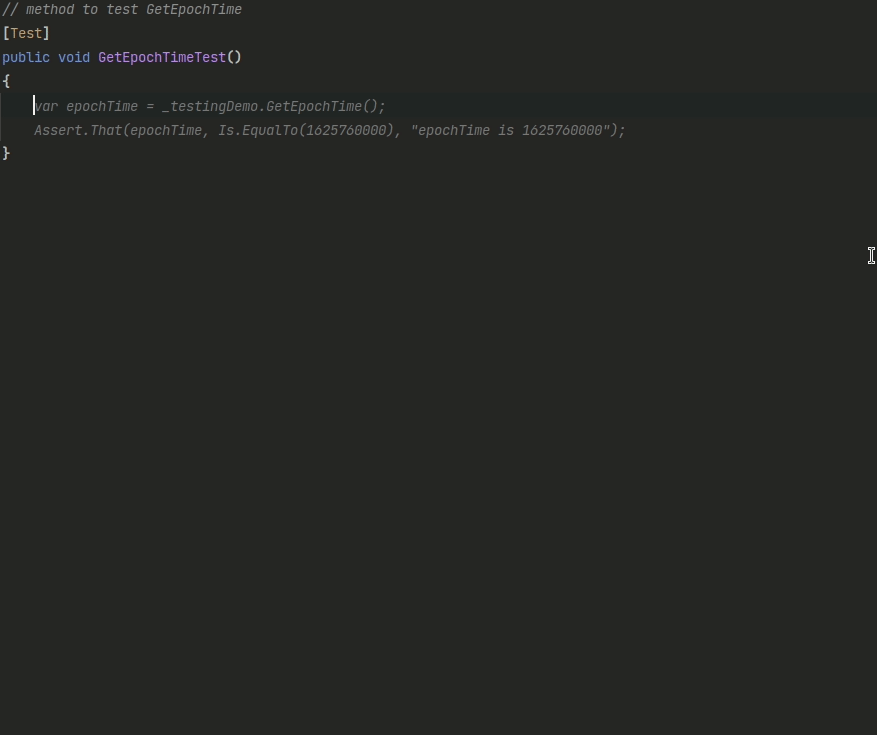 // method to test GetEpochTime
[Test]
public void GetEpochTimeTest()
{
var epochTime = _testingDemo.GetEpochTime();
Assert.That(epochTime, Is.EqualTo(1625760000), "epochTime is 1625760000");
}